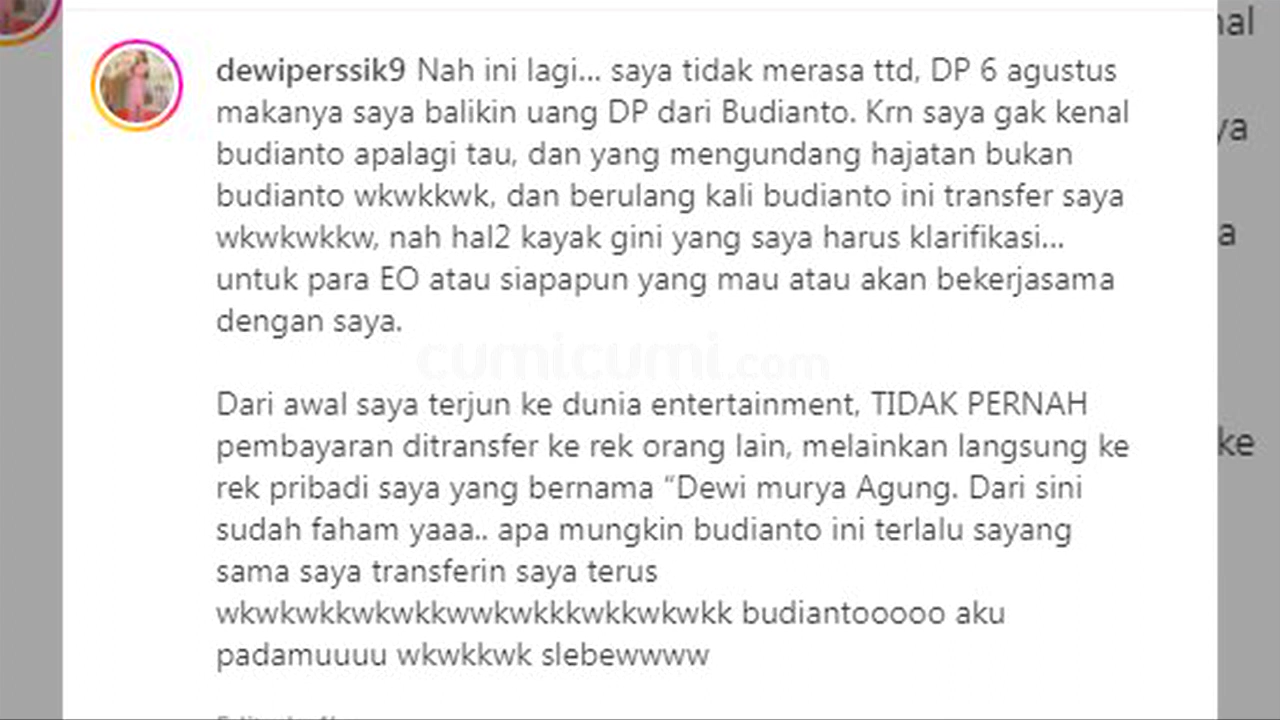 dewiperssik9 Nah ini lagi... saya tidak merasa ttd, DP 6 agustus
makanya saya balikin uang DP dari Budianto. Krn saya gak kenal
budianto apalagi tau, dan yang mengundang hajatan bukan
budianto wkwkkwk, dan berulang kali budianto ini transfer saya
wkwkwkkw, nah hal2 kayak gini yang saya harus klarifikasi...
untuk para EO atau siapapun yang mau atau akan bekerjasama
dengan saya.
cumicumi.com
Dari awal saya terjun ke dunia entertainment, TIDAK PERNAH
pembayaran ditransfer ke rek orang lain, melainkan langsung ke
rek pribadi saya yang bernama “Dewi murya Agung. Dari sini
sudah faham yaaa.. apa mungkin budianto ini terlalu sayang
sama saya transferin saya terus
wkwkwkkwkwkkwwkwkkkwkkwkwkk budiantooooo aku
padamuuuu wkwkkwk slebewwww
ke